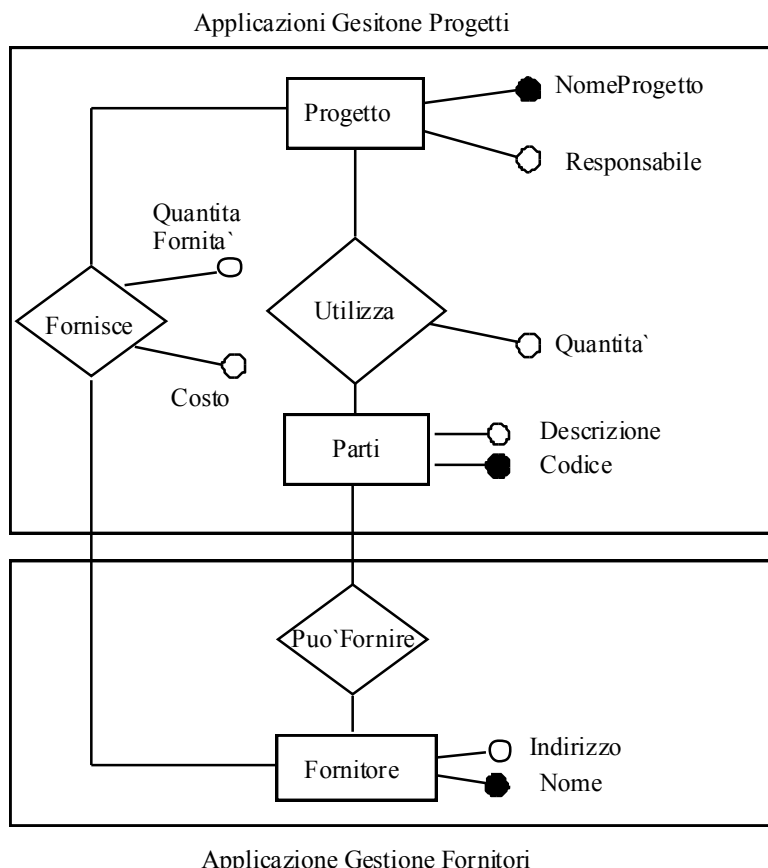 Applicazioni Gesitone Progetti
NomeProgetto
Progetto
Responsabile
Quantita
Fornita`
Fornisce
Utilizza
Quantita`
Costo
Descrizione
Parti
Codice
Puo`Fornire
Indirizzo
Fornitore
Nome
Applicazione Gestione Fornitori